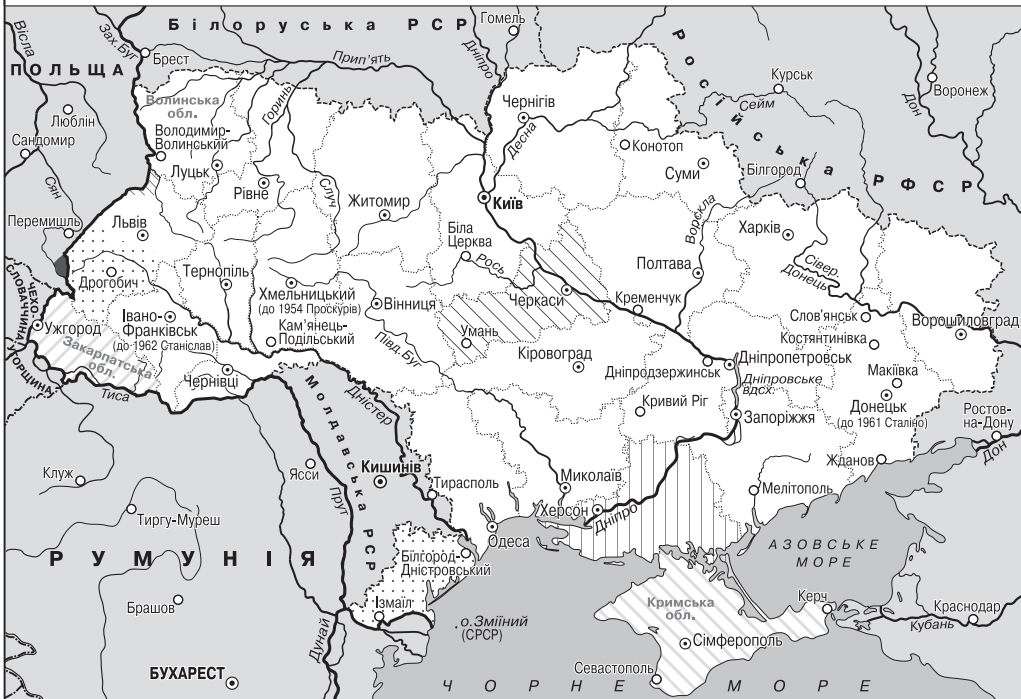 Білоруська РСР
Гомель
Вісла
Зах.Буг
Брест
Прип'ять
Дніпро
Російська РФСР
Курськ
Сейм
Дон
Воронеж
ПОЛЬЩА
Люблін
Сандомир
Сян
Перемишль
Волинська
обл.
Володимир-
Волинський
Луцьк
Горинь
Рівне
Случ
Житомир
Чернігів
Десна
Конотоп
Суми
Білгород
Київ
Львів
Дрогобич
Тернопіль
Біла
Церква
Рось
Ворскла
Полтава
Харків
Сівер.
Донець
Хмельницький
(до 1954 Проскурів)
Вінниця
Черкаси
Кременчук
Слов'янськ
Ворошиловград
ЧЕХО-
СЛОВАЧЧИНА
Ужгород
Івано-
Франківськ
(до 1962 Станіслав)
Кам'янець-
Подільський
Умань
Півд.Буг
Костянтинівка
Закарпатська
обл.
УГОРЩИНА
Тиса
Чернівці
Кіровоград
Дніпродзержинськ
Дніпропетровськ
Дніпровське
вдсх.
Макіївка
Донецьк
(до 1961 Сталіно)
Кривий Ріг
Запоріжжя
Ростов-
на-Дону
Дон
Жданов
Молдавська РСР
Дністер
Клуж
Ясси
Кишинів
Прут
Тирасполь
Миколаїв
Мелітополь
Херсон
Дніпро
Тиргу-Муреш
РУМУНІЯ
Одеса
АЗОВСЬКЕ
МОРЕ
Білгород-
Дністровський
Брашов
Ізмаїл
о.Зміїний
(СРСР)
Кримська
обл.
Керч
Краснодар
Кубань
Дунай
Сімферополь
БУХАРЕСТ
Севастополь
ЧОРНЕ МОРЕ